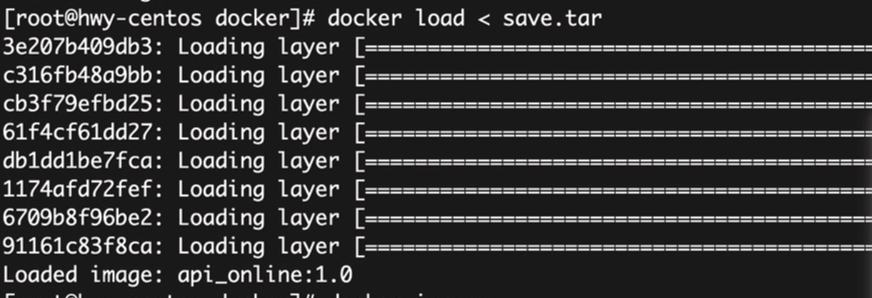 [root@hwy-centos docker]# docker load < save.tar
3e207b409db3: Loading layer [==========================================
c316fb48a9bb: Loading layer [==========================================
cb3f79efbd25: Loading layer [==========================================
61f4cf61dd27: Loading layer [==========================================
db1dd1be7fca: Loading layer [==========================================
1174afd72fef: Loading layer [==========================================
6709b8f96be2: Loading layer [==========================================
91161c83f8ca: Loading layer [==========================================
Loaded image: api_online:1.0